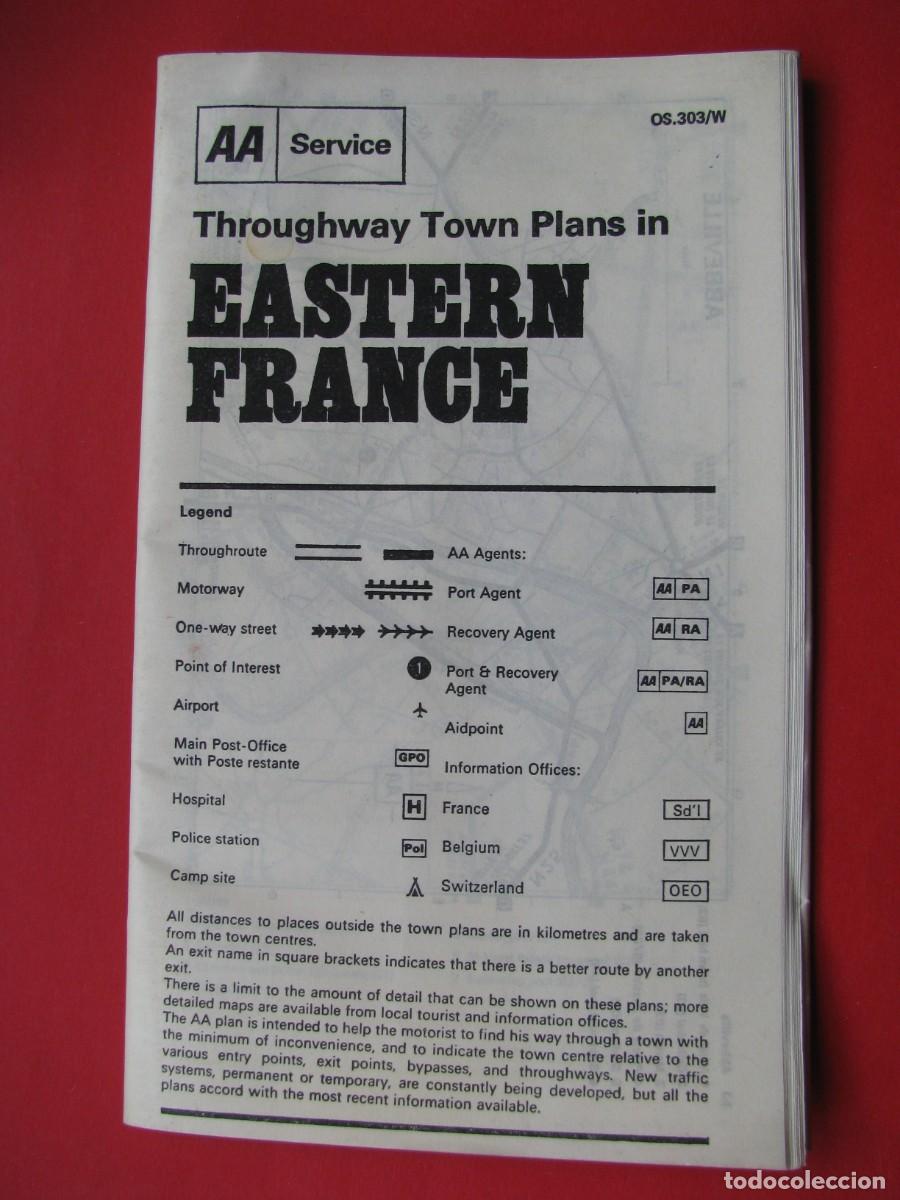 AA Service
OS.303/W
Throughway Town Plans in
EASTERN
FRANCE
Legend
Throughroute
Motorway
One-way street
Point of Interest 1
Airport
Main Post-Office
with Poste restante GPO
Hospital H
Police station Pol
Camp site
AA Agents:
Port Agent AA PA
Recovery Agent AA RA
Port & Recovery
Agent AA PA/RA
Aidpoint AA
Information Offices:
France Sd'I
Belgium VVV
Switzerland OEO
All distances to places outside the town plans are in kilometres and are taken
from the town centres.
An exit name in square brackets indicates that there is a better route by another
exit.
There is a limit to the amount of detail that can be shown on these plans; more
detailed maps are available from local tourist and information offices.
The AA plan is intended to help the motorist to find his way through a town with
the minimum of inconvenience, and to indicate the town centre relative to the
various entry points, exit points, bypasses, and throughways. New traffic
systems, permanent or temporary, are constantly being developed, but all the
plans accord with the most recent information available.
ABBEVILLE
N25
todocoleccion